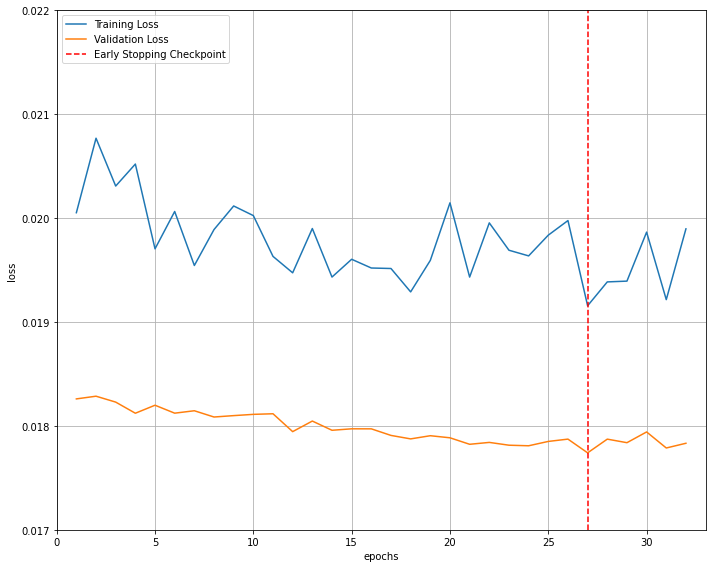 Training Loss
Validation Loss
Early Stopping Checkpoint
0.022
0.021
0.020
0.019
0.018
0.017
loss
0 5 10 15 20 25 30
epochs